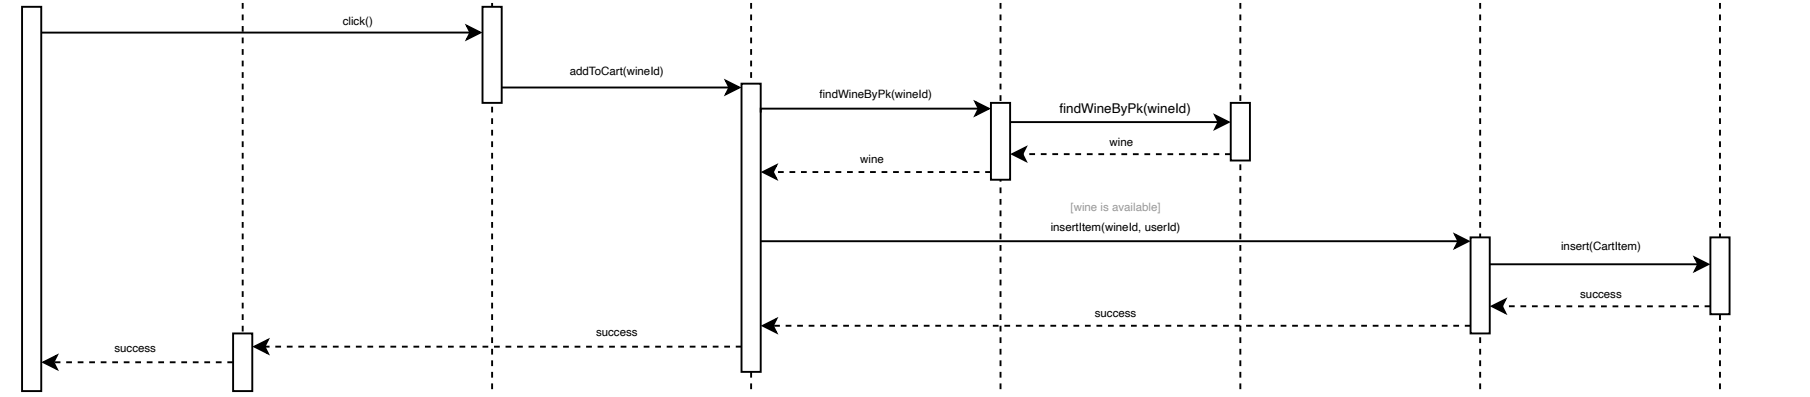 click()
addToCart(wineId)
findWineByPk(wineId)
findWineByPk(wineId)
wine
wine
[wine is available]
insertItem(wineId, userId)
insert(CartItem)
success
success
success
success